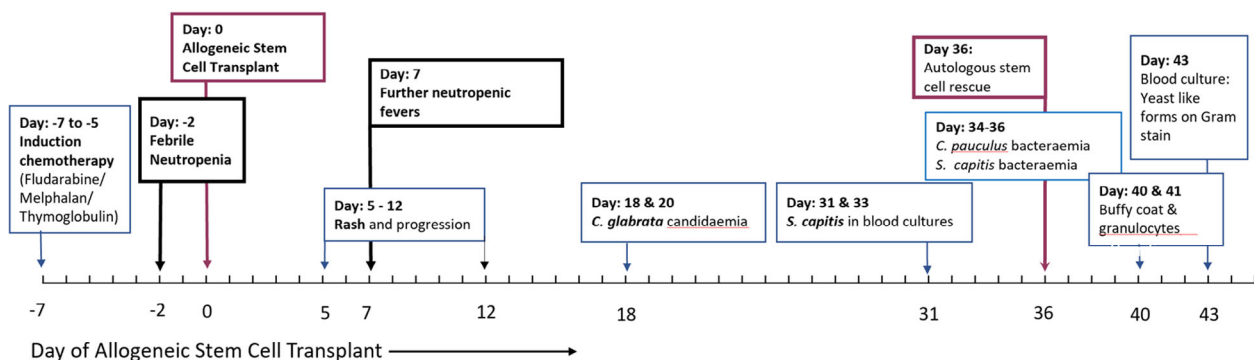 Day: 0
Allogeneic Stem
Cell Transplant
Day: 7
Further neutropenic
fevers
Day 36:
Autologous stem
cell rescue
Day: 43
Blood culture:
Yeast like
forms on Gram
stain
Day: -7 to -5
Induction
chemotherapy
(Fludarabine/
Melphalan/
Thymoglobulin)
Day: -2
Febrile
Neutropenia
Day: 34-36
C. pauculus bacteraemia
S. capitis bacteraemia
Day: 5 - 12
Rash and progression
Day: 18 & 20
C. glabrata candidaemia
Day: 31 & 33
S. capitis in blood cultures
Day: 40 & 41
Buffy coat &
granulocytes
-7 -2 0 5 7 12 18 31 36 40 43
Day of Allogeneic Stem Cell Transplant